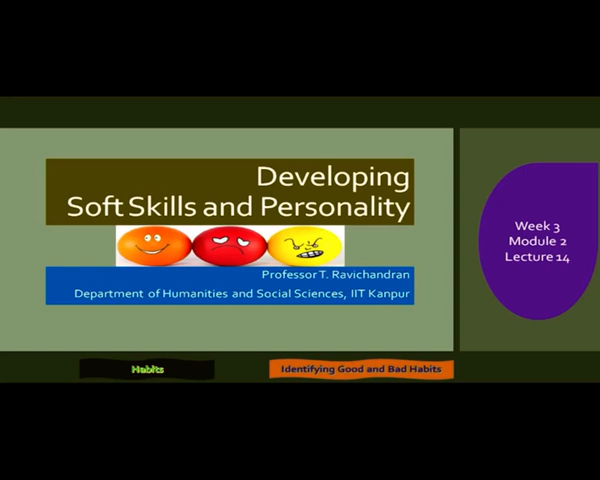 Developing
Soft Skills and Personality
Professor T. Ravichandran
Department of Humanities and Social Sciences, IIT Kanpur
Week 3
Module 2
Lecture 14
Habits
Identifying Good and Bad Habits